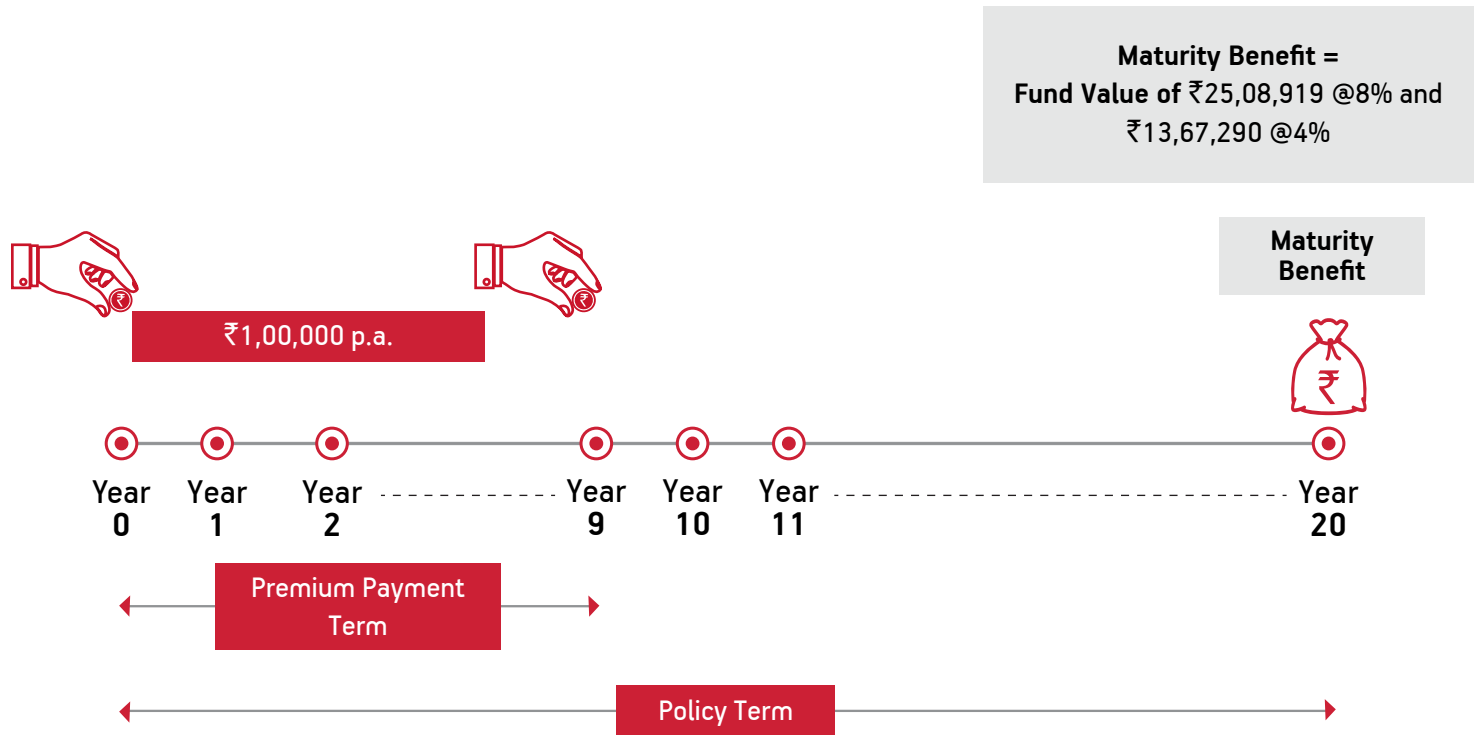 Maturity Benefit =
Fund Value of ₹25,08,919 @8% and
₹13,67,290 @4%
Maturity
Benefit
₹
₹
₹1,00,000 p.a.
₹
Year
0
Year
1
Year
2
Year
9
Year
10
Year
11
Year
20
Premium Payment
Term
Policy Term